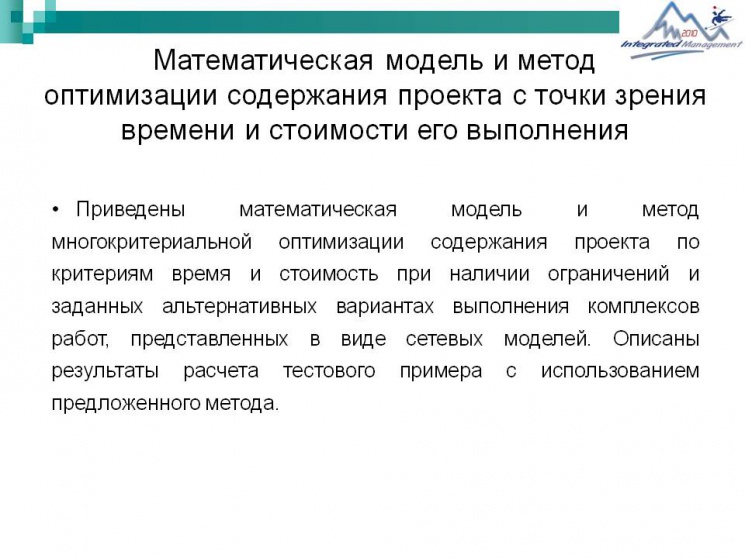 2010
Integrated Management
Математическая модель и метод
оптимизации содержания проекта с точки зрения
времени и стоимости его выполнения
• Приведены математическая модель и метод
многокритериальной оптимизации содержания проекта по
критериям время и стоимость при наличии ограничений и
заданных альтернативных вариантах выполнения комплексов
работ, представленных в виде сетевых моделей. Описаны
результаты расчета тестового примера с использованием
предложенного метода.